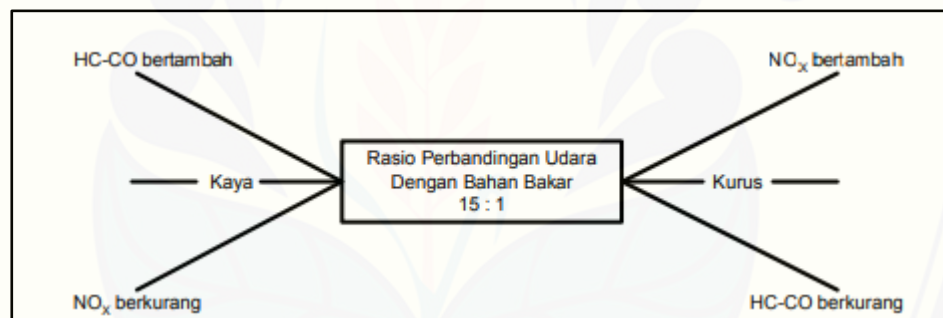 HC-CO bertambah
NOx bertambah
Rasio Perbandingan Udara
Dengan Bahan Bakar
15 : 1
Kaya
Kurus
NOx berkurang
HC-CO berkurang